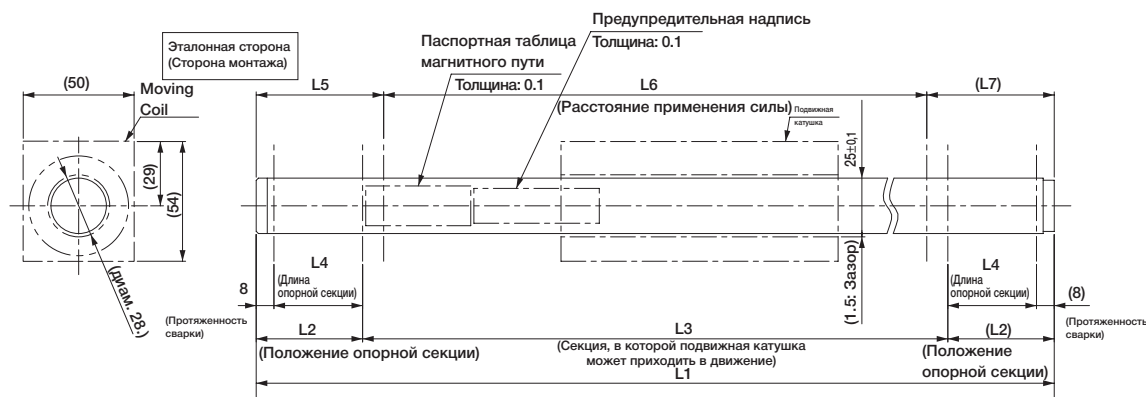 Эталонная сторона
(Сторона монтажа)
Паспортная таблица
магнитного пути
Толщина: 0.1
Предупредительная надпись
Толщина: 0.1
(50)
Moving
Coil
L5
L6
(L7)
(Расстояние применения силы)
Подвижная
катушка
25±0,1
(29)
(54)
(диам. 28.)
8
L4
(Длина
опорной секции)
(1.5: Зазор)
L4
(Длина
опорной секции)
(8)
(Протяженность
сварки)
L2
L3
(L2)
(Протяженность
сварки)
(Положение опорной секции)
(Секция, в которой подвижная катушка
может приходить в движение)
(Положение
опорной секции)
L1